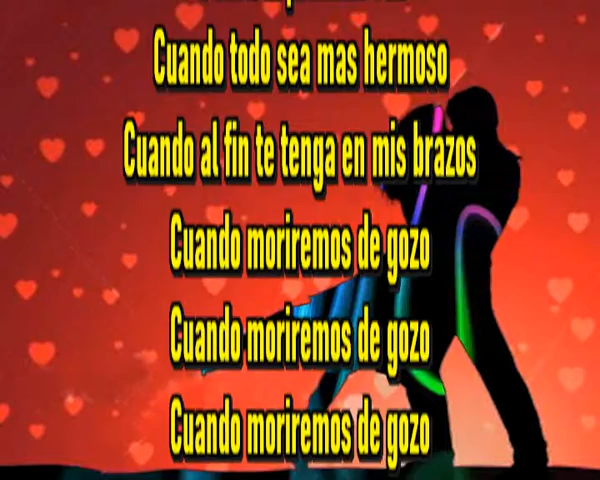 Cuando todo sea mas hermoso
Cuando al fin te tenga en mis brazos
Cuando moriremos de gozo
Cuando moriremos de gozo
Cuando moriremos de gozo